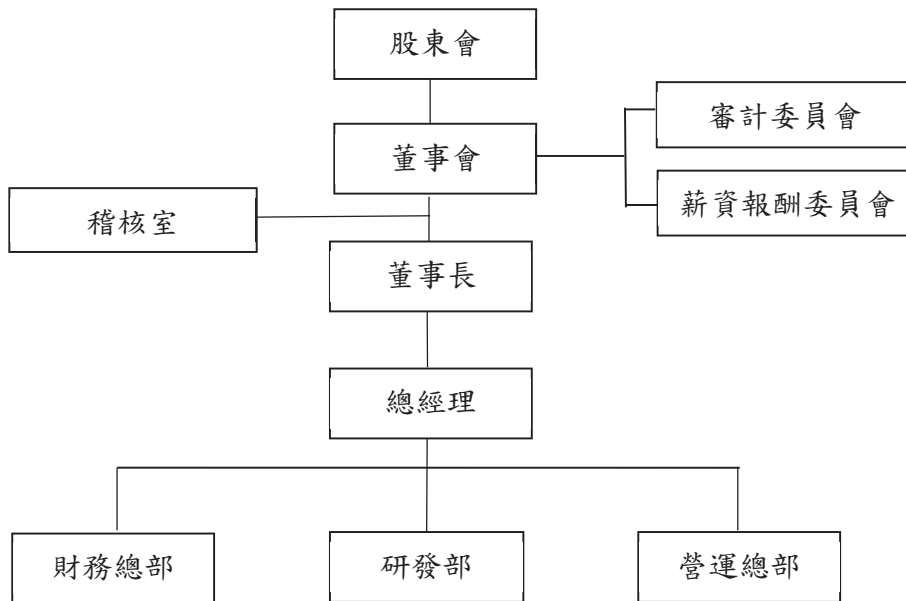 股東會
審計委員會
董事會
薪資報酬委員會
稽核室
董事長
總經理
財務總部
研發部
營運總部